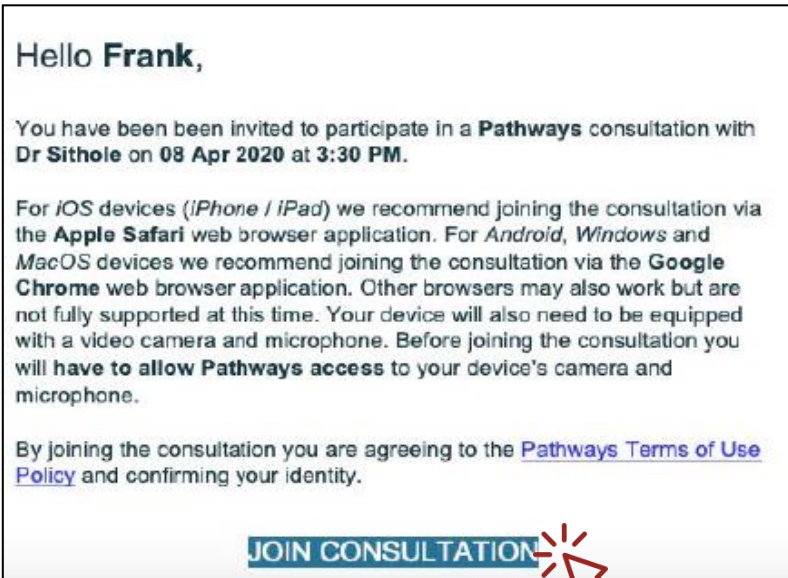 Hello Frank,
You have been been invited to participate in a Pathways consultation with
Dr Sithole on 08 Apr 2020 at 3:30 PM.
For iOS devices (iPhone / iPad) we recommend joining the consultation via
the Apple Safari web browser application. For Android, Windows and
MacOS devices we recommend joining the consultation via the Google
Chrome web browser application. Other browsers may also work but are
not fully supported at this time. Your device will also need to be equipped
with a video camera and microphone. Before joining the consultation you
will have to allow Pathways access to your device's camera and
microphone.
By joining the consultation you are agreeing to the Pathways Terms of Use
Policy and confirming your identity.
JOIN CONSULTATION